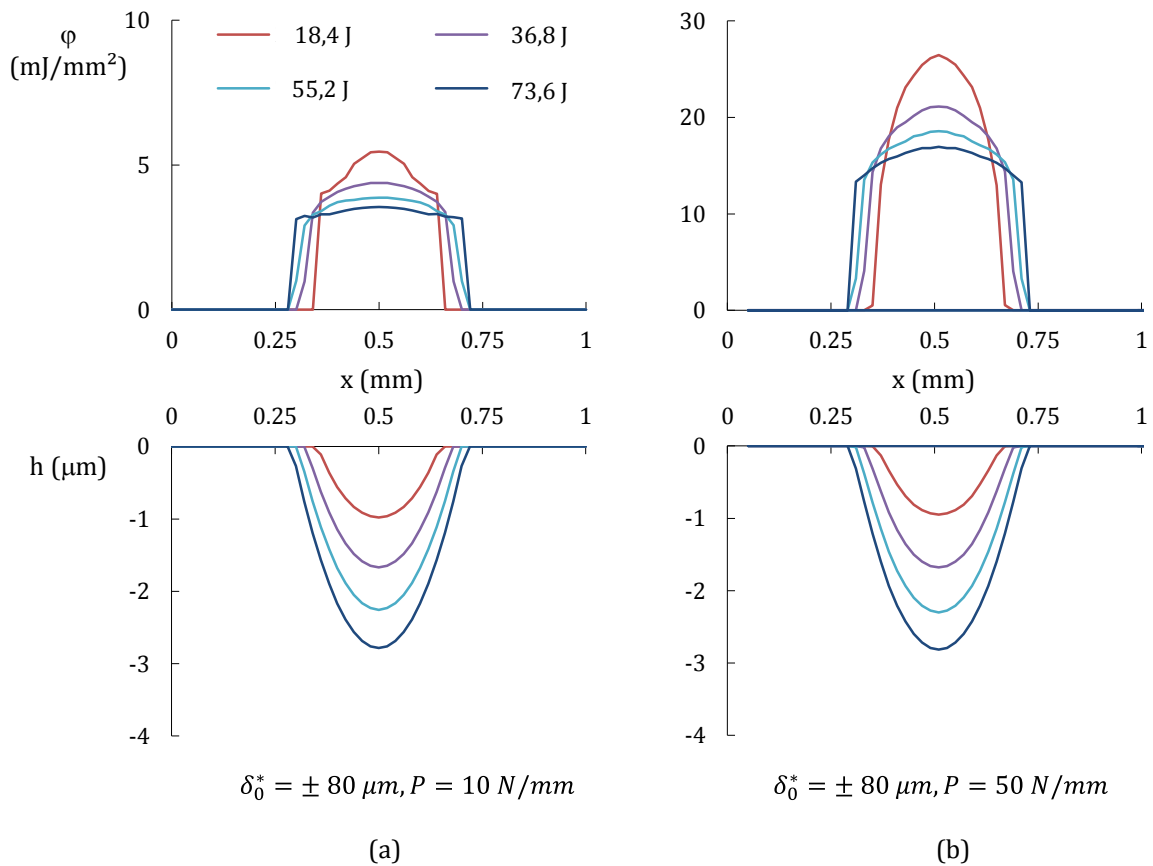 φ
(mJ/mm²)
10
5
0
18,4 J
36,8 J
55,2 J
73,6 J
0 0.25 0.5 0.75 1
x (mm)
30
20
10
0
0 0.25 0.5 0.75 1
x (mm)
0 0.25 0.5 0.75 1
h (μm)
0
-1
-2
-3
-4
0 0.25 0.5 0.75 1
0
-1
-2
-3
-4
δ₀* = ± 80 μm, P = 10 N/mm
δ₀* = ± 80 μm, P = 50 N/mm
(a)
(b)